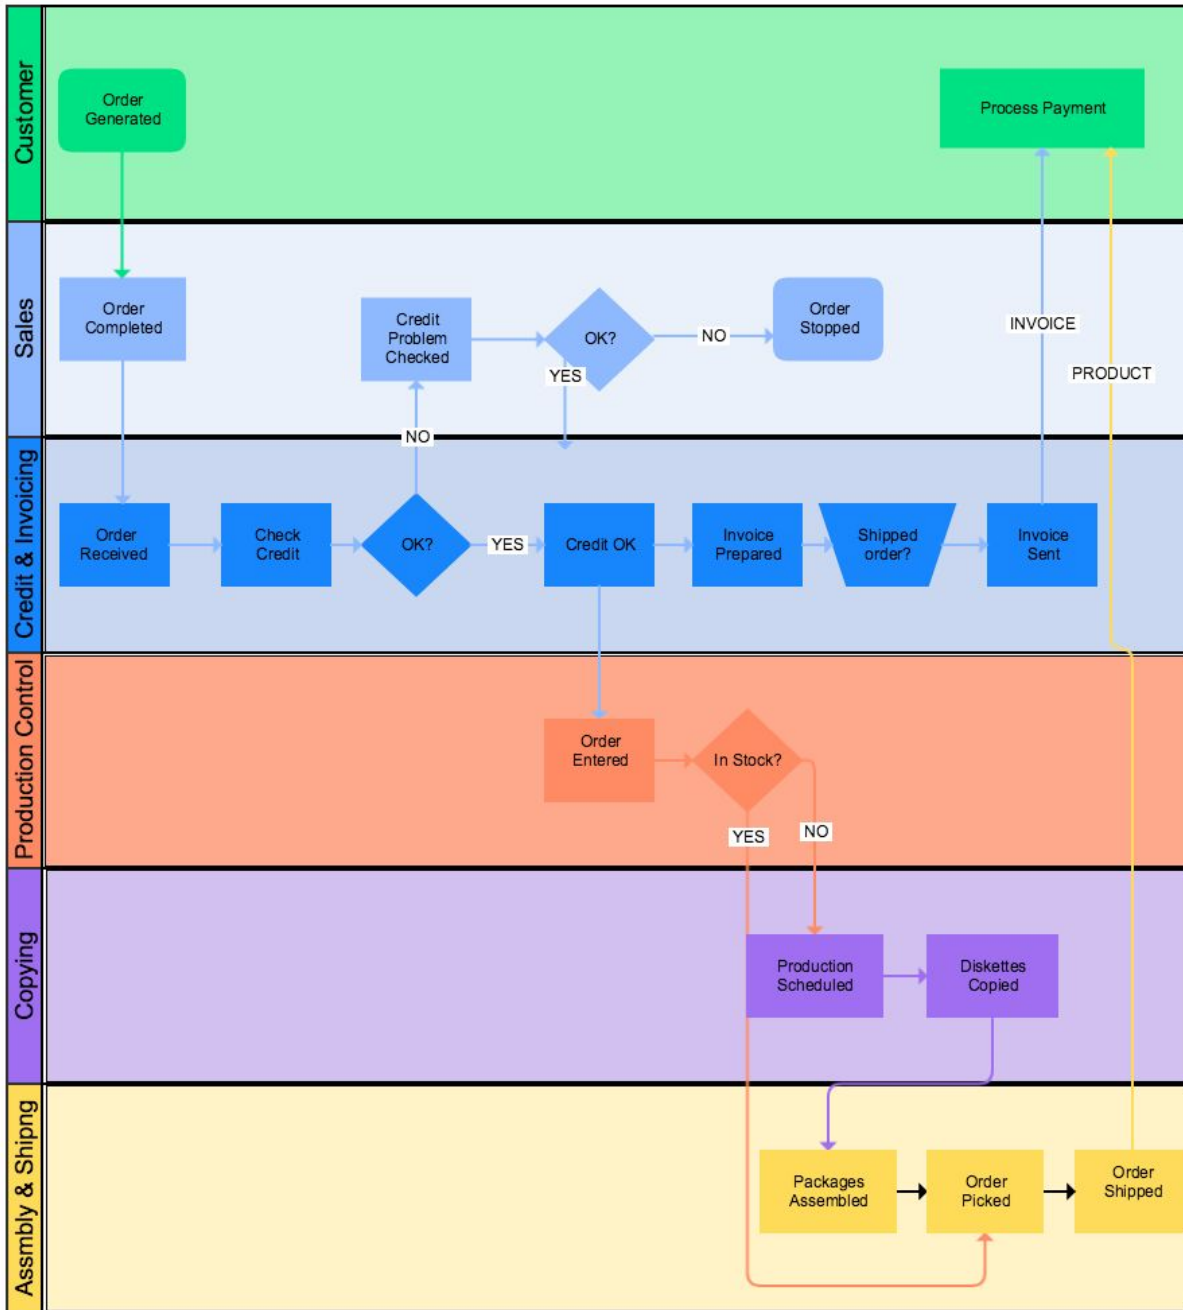 Customer
Order
Generated
Process Payment
Sales
Order
Completed
Credit
Problem
Checked
OK?
NO
Order
Stopped
YES
INVOICE
PRODUCT
NO
Credit & Invoicing
Order
Received
Check
Credit
OK?
YES
Credit OK
Invoice
Prepared
Shipped
order?
Invoice
Sent
Production Control
Order
Entered
In Stock?
YES
NO
Copying
Production
Scheduled
Diskettes
Copied
Assmbly & Shipng
Packages
Assembled
Order
Picked
Order
Shipped